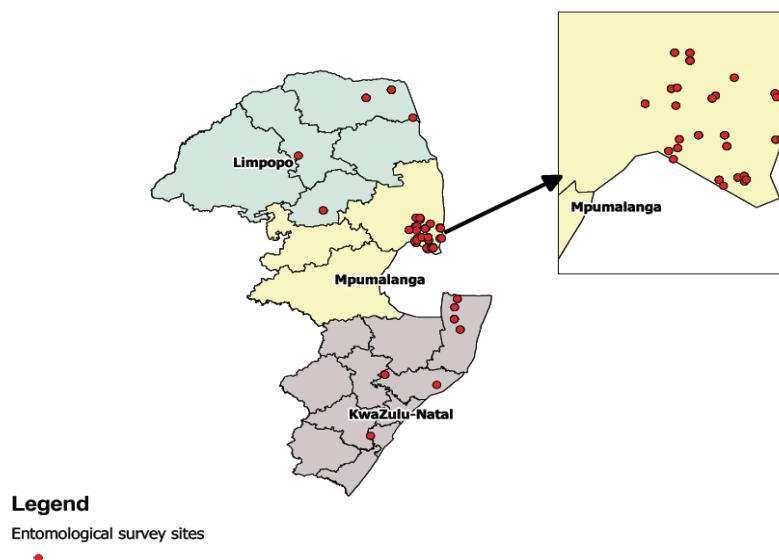 Limpopo
Mpumalanga
Mpumalanga
KwaZulu-Natal
Legend
Entomological survey sites